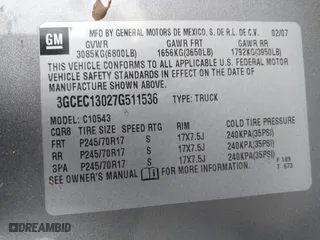 GM
MFD BY GENERAL MOTORS DE MEXICO, S. DE R.L. DE C.V. 02/07
GVWR GAWR FRT GAWR RR
3085KG(6800LB) 1656KG(3650LB) 1792KG(3950LB)
THIS VEHICLE CONFORMS TO ALL APPLICABLE U.S. FEDERAL MOTOR
VEHICLE SAFETY, BUMPER, AND THEFT PREVENTION STANDARDS
IN EFFECT ON THE DATE OF MANUFACTURE SHOWN ABOVE.
3GCEC13027G511536 TYPE: TRUCK
MODEL: C10543
CQR8 TIRE SIZE SPEED RTG RIM COLD TIRE PRESSURE
FRT P245/70R17 S 17X7.5J 240KPA(35PSI)
RR P245/70R17 S 17X7.5J 240KPA(35PSI)
SPA P245/70R17 S 17X7.5J 240KPA(35PSI)
SEE OWNER'S MANUAL FOR MORE INFORMATION.